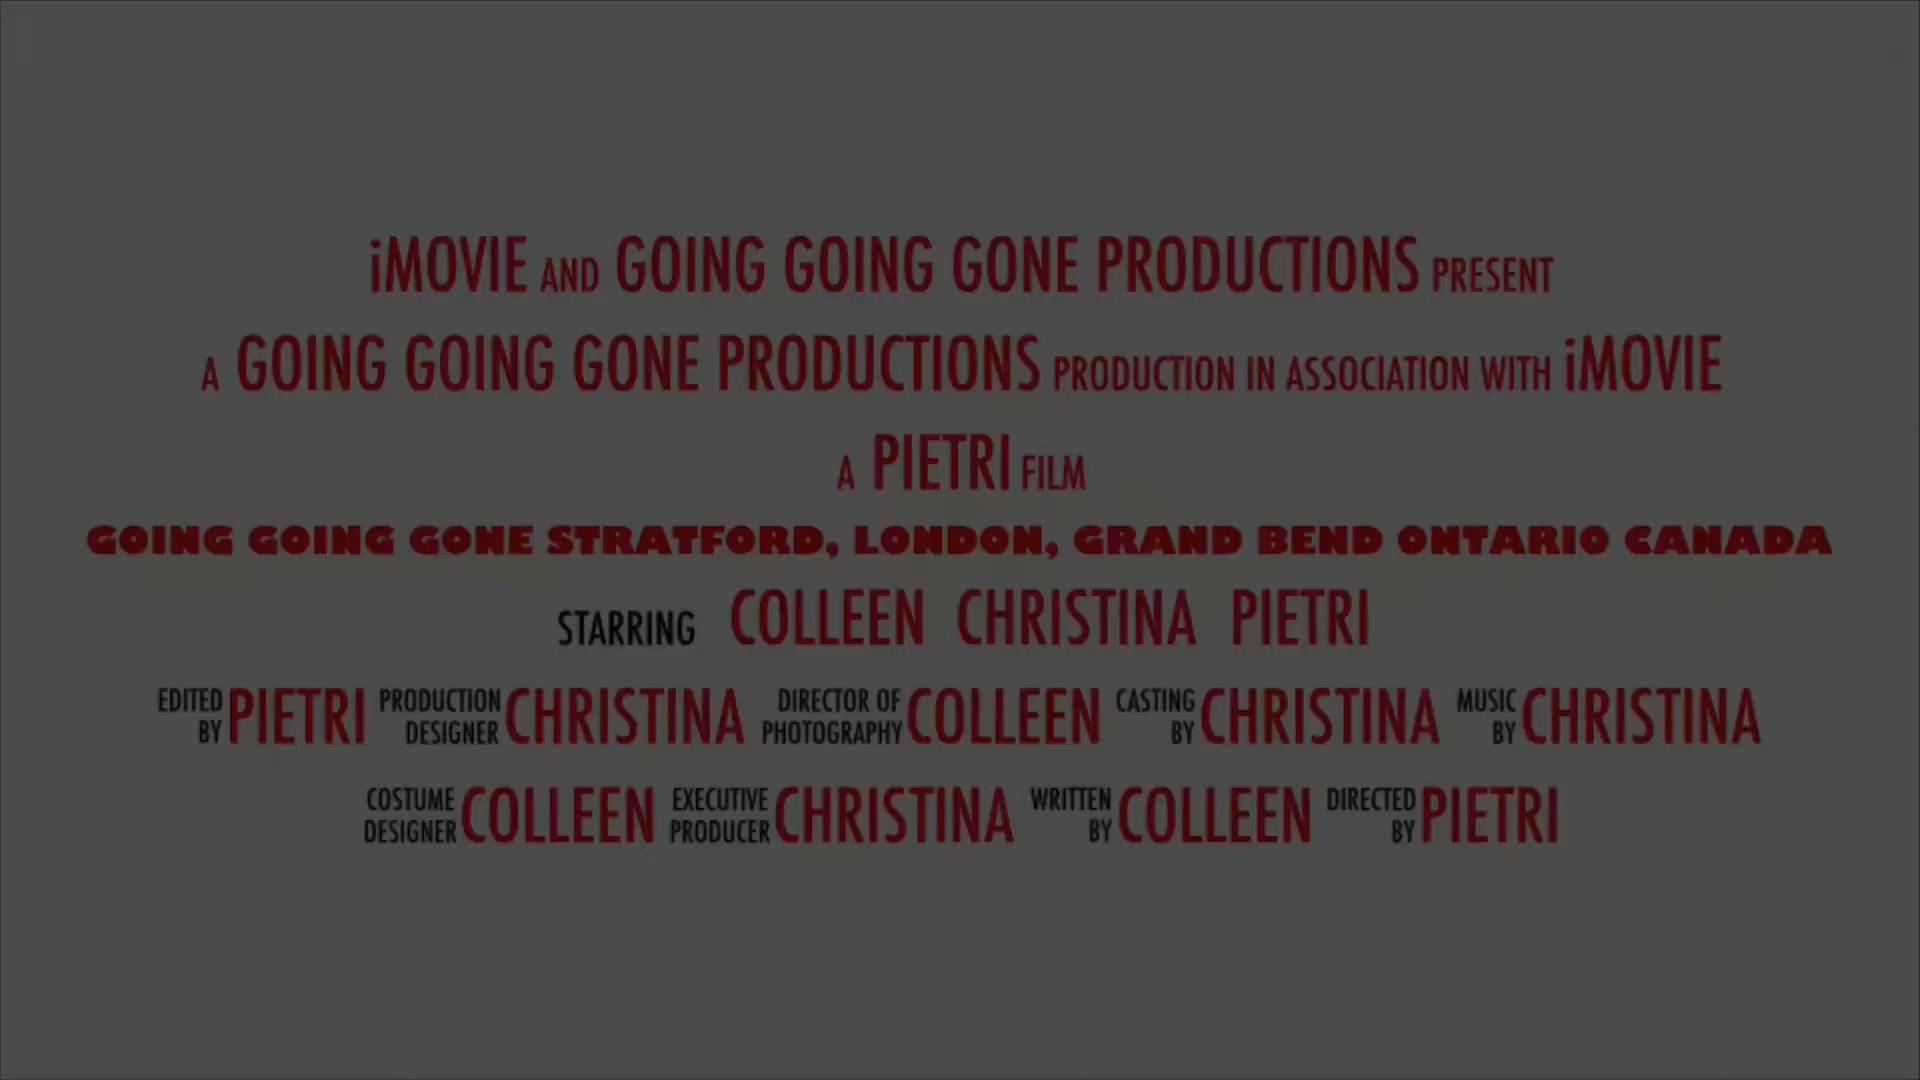 iMOVIE AND GOING GOING GONE PRODUCTIONS PRESENT
A GOING GOING GONE PRODUCTIONS PRODUCTION IN ASSOCIATION WITH iMOVIE
A PIETRI FILM
GOING GOING GONE STRATFORD, LONDON, GRAND BEND ONTARIO CANADA
STARRING COLLEEN CHRISTINA PIETRI
EDITED BY PIETRI PRODUCTION DESIGNER CHRISTINA DIRECTOR OF PHOTOGRAPHY COLLEEN CASTING BY CHRISTINA MUSIC BY CHRISTINA
COSTUME DESIGNER COLLEEN EXECUTIVE PRODUCER CHRISTINA WRITTEN BY COLLEEN DIRECTED BY PIETRI